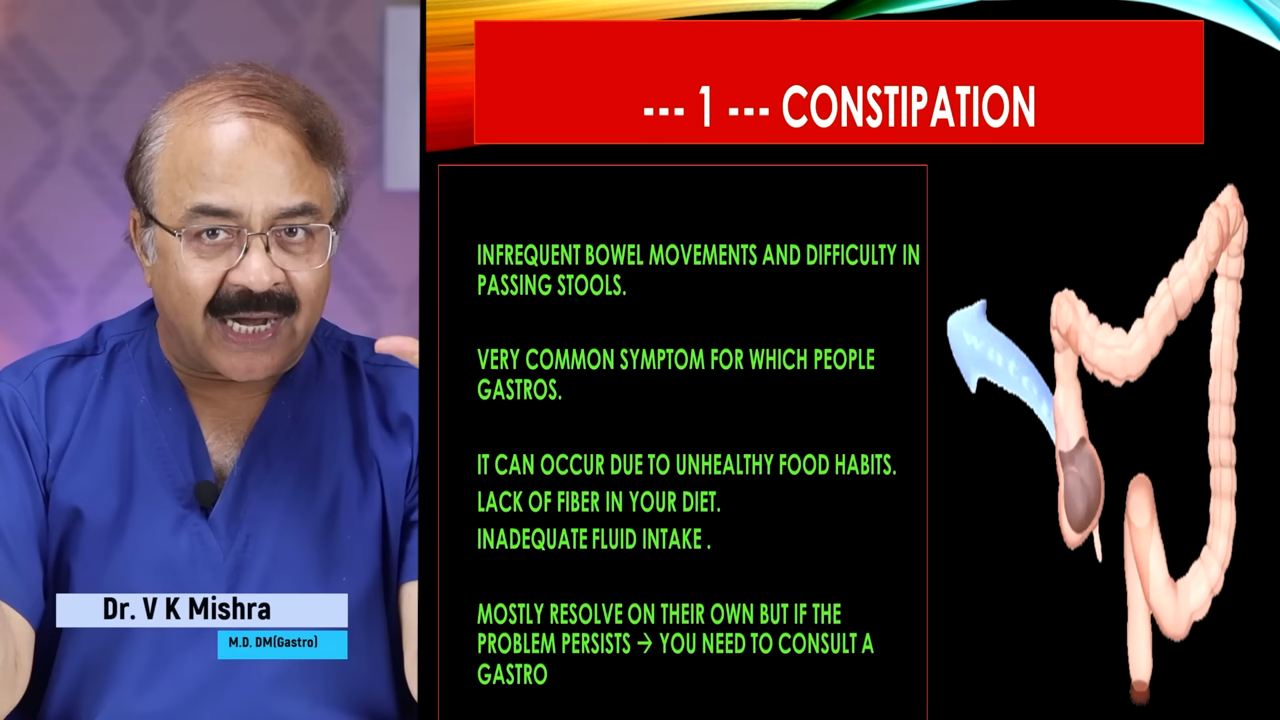 --- 1 --- CONSTIPATION
INFREQUENT BOWEL MOVEMENTS AND DIFFICULTY IN
PASSING STOOLS.
VERY COMMON SYMPTOM FOR WHICH PEOPLE
GASTROS.
IT CAN OCCUR DUE TO UNHEALTHY FOOD HABITS.
LACK OF FIBER IN YOUR DIET.
INADEQUATE FLUID INTAKE .
MOSTLY RESOLVE ON THEIR OWN BUT IF THE
PROBLEM PERSISTS → YOU NEED TO CONSULT A
GASTRO
water
Dr. V K Mishra
M.D. DM(Gastro)